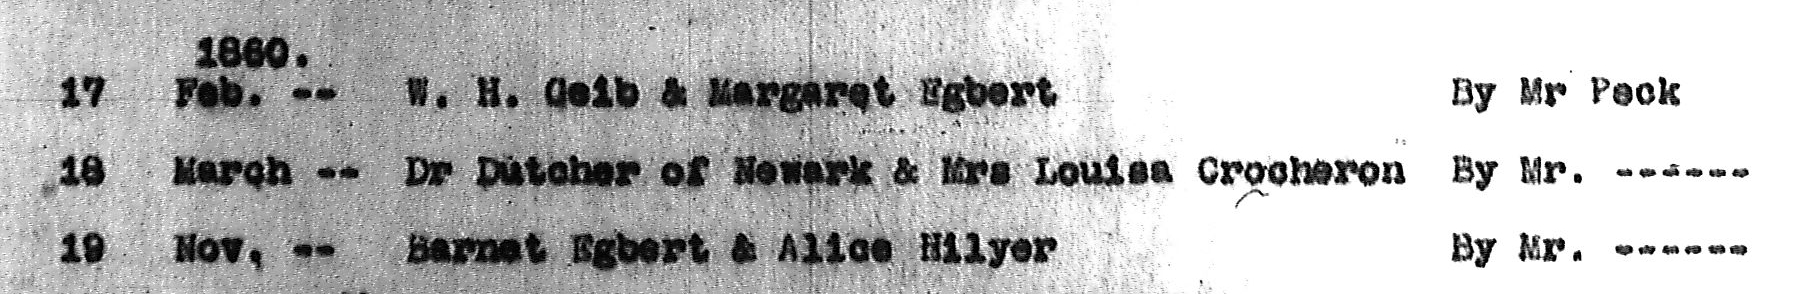 1860.
17 Feb. -- W. H. Geib & Margaret Egbert By Mr Peck
18 March -- Dr Dutcher of Newark & Mrs Louisa Crocheron By Mr. ------
19 Nov. -- Barnet Egbert & Alice Hilyer By Mr. ------